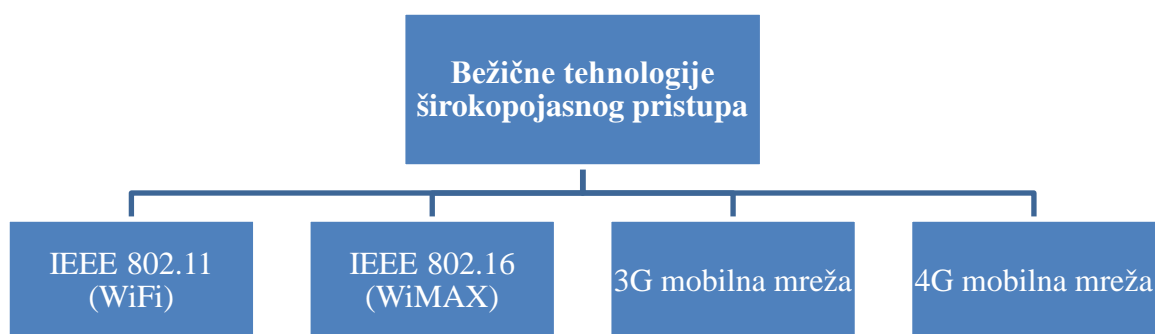 Bežične tehnologije
širokopojasnog pristupa
IEEE 802.11
(WiFi)
IEEE 802.16
(WiMAX)
3G mobilna mreža
4G mobilna mreža